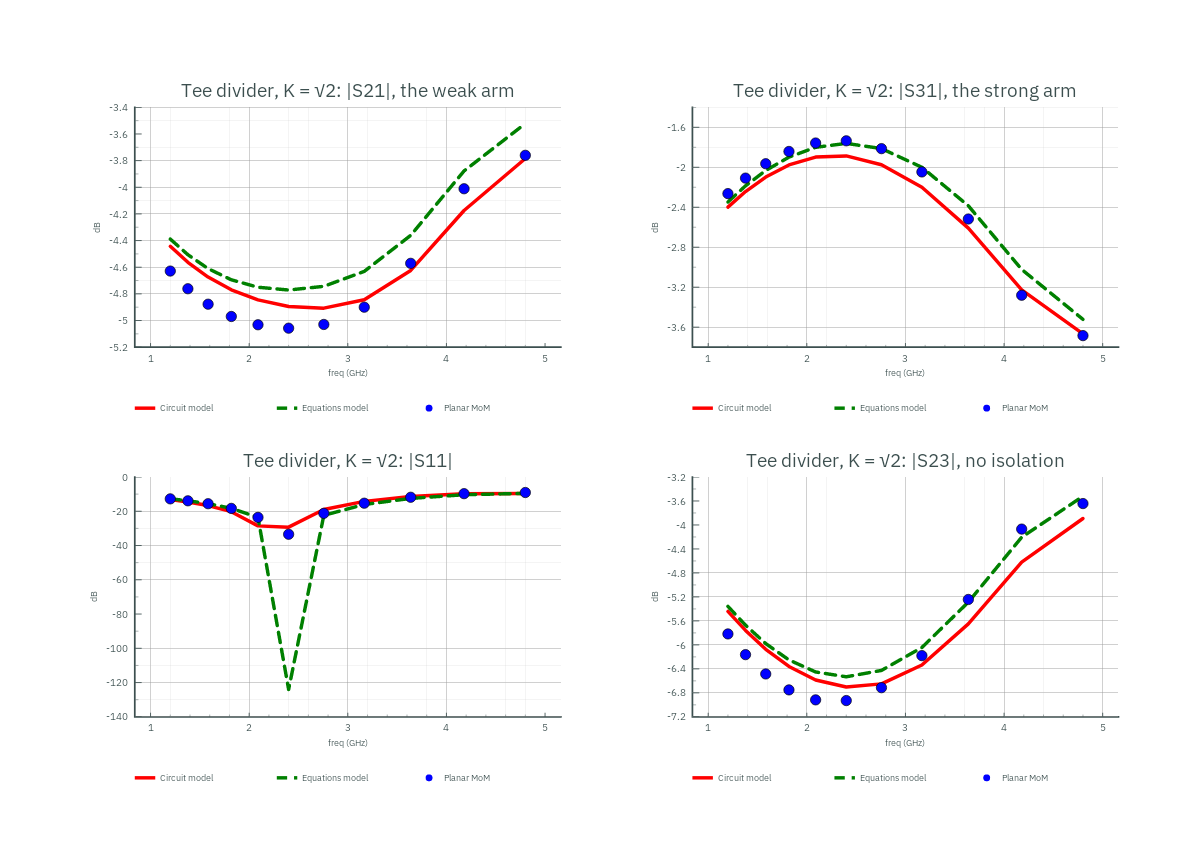 Tee divider, K = √2: |S21|, the weak arm
-3.4
-3.6
-3.8
-4
-4.2
-4.4
-4.6
-4.8
-5
-5.2
dB
1
2
3
4
5
freq (GHz)
Circuit model
Equations model
Planar MoM
Tee divider, K = √2: |S31|, the strong arm
-1.6
-2
-2.4
-2.8
-3.2
-3.6
dB
1
2
3
4
5
freq (GHz)
Circuit model
Equations model
Planar MoM
Tee divider, K = √2: |S11|
0
-20
-40
-60
-80
-100
-120
-140
dB
1
2
3
4
5
freq (GHz)
Circuit model
Equations model
Planar MoM
Tee divider, K = √2: |S23|, no isolation
-3.2
-3.6
-4
-4.4
-4.8
-5.2
-5.6
-6
-6.4
-6.8
-7.2
dB
1
2
3
4
5
freq (GHz)
Circuit model
Equations model
Planar MoM